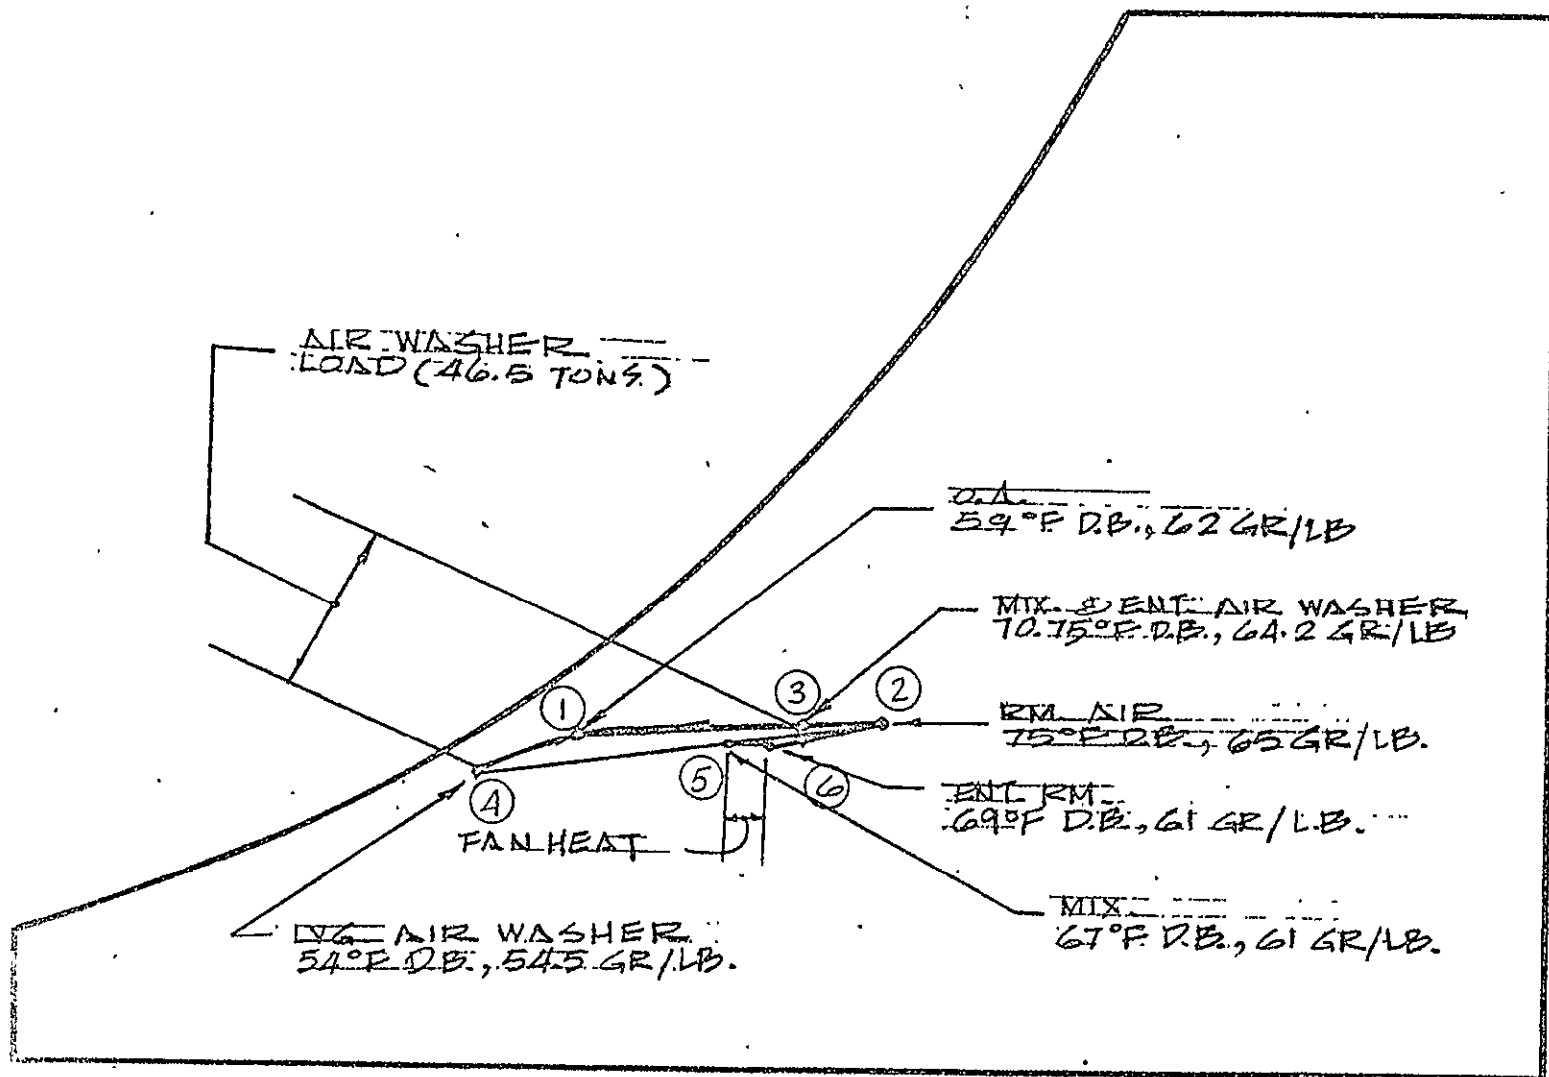 AIR WASHER
LOAD (46.5 TONS.)
O.A.
59°F D.B., 62 GR/LB
MIX. & ENT. AIR WASHER
70.75°F. D.B., 64.2 GR/LB
1
3
2
RM AIR
75°F D.B., 65 GR/LB.
5
6
4
ENT. RM
69°F D.B., 61 GR/LB.
FAN HEAT
MIX
67°F. D.B., 61 GR/LB.
LVG AIR WASHER
54°F D.B., 54.5 GR/LB.